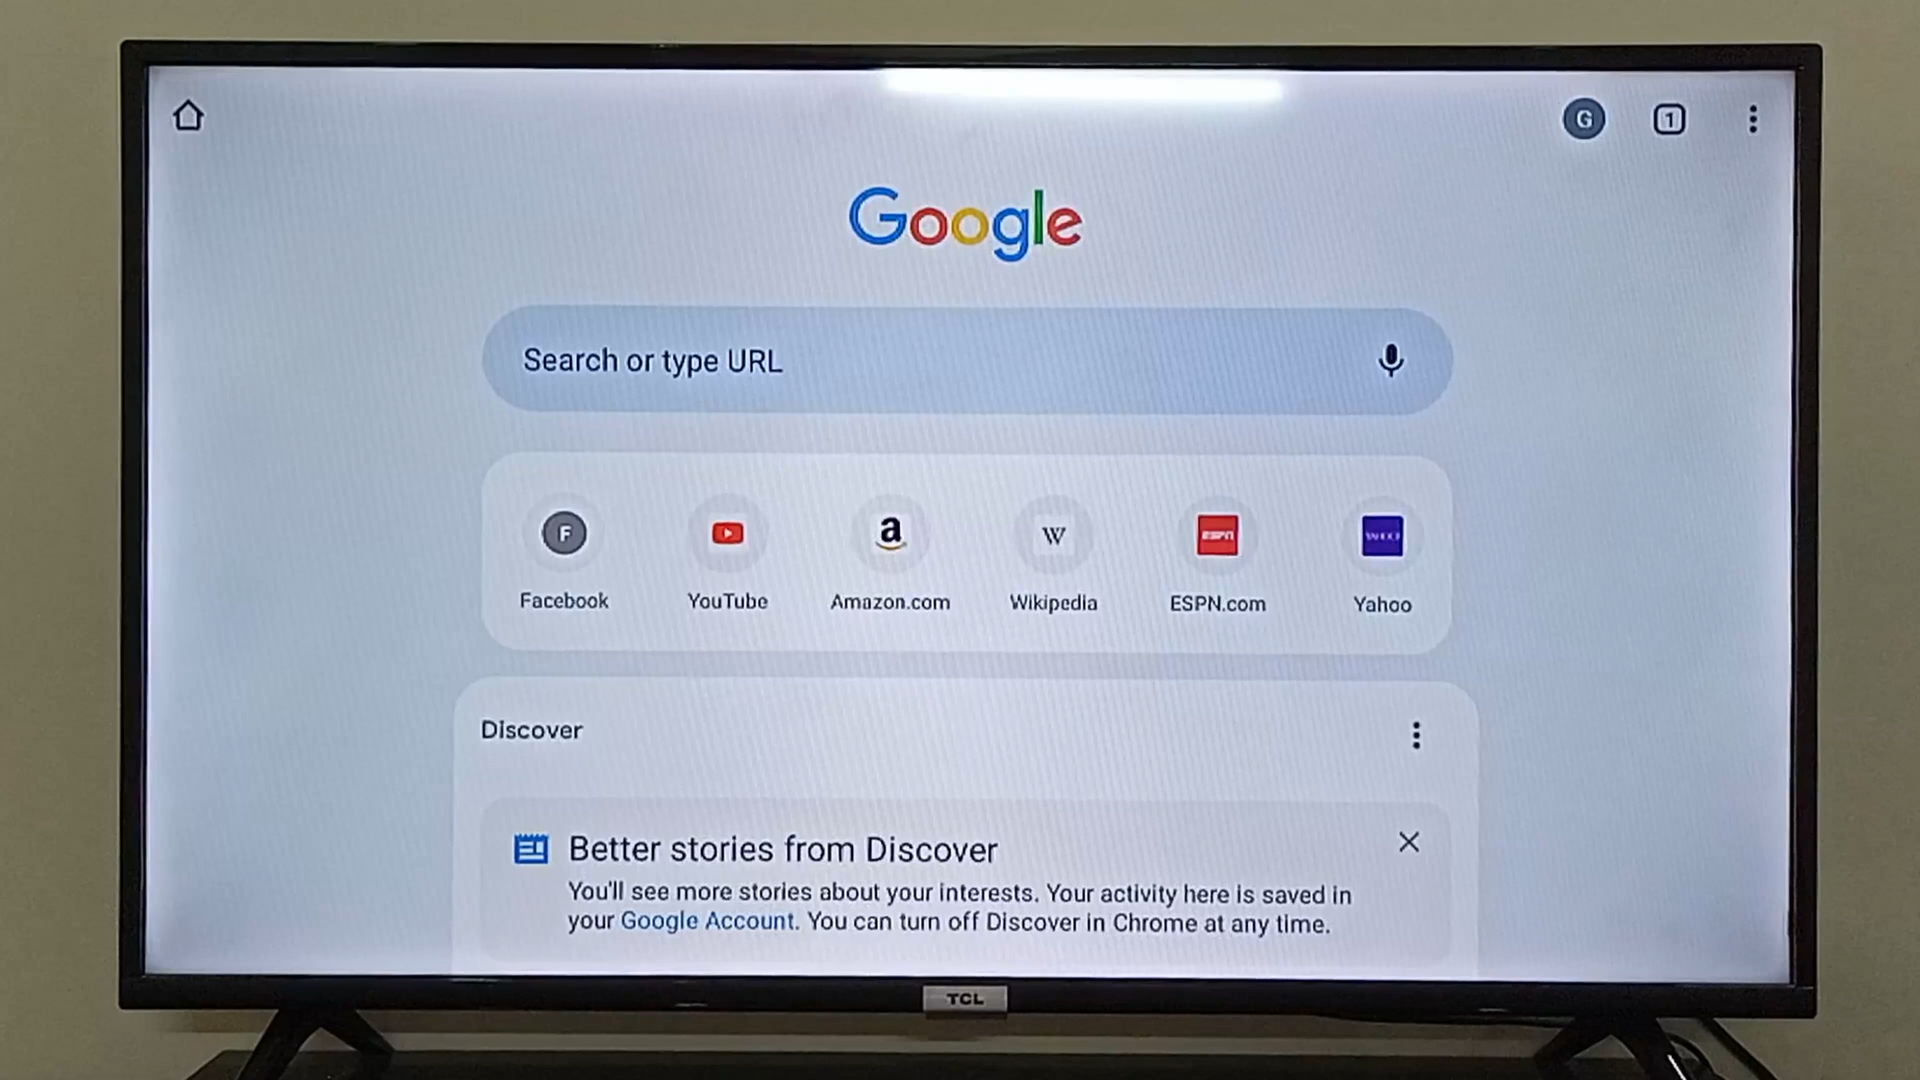 G
1
Google
Search or type URL
F
a
W
ESPN
YAHOO
Facebook
YouTube
Amazon.com
Wikipedia
ESPN.com
Yahoo
Discover
Better stories from Discover
You'll see more stories about your interests. Your activity here is saved in
your Google Account. You can turn off Discover in Chrome at any time.
TCL